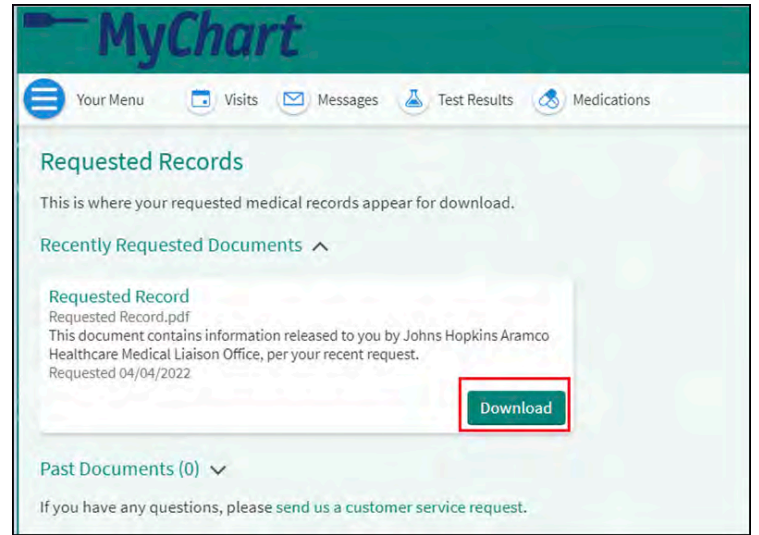 MyChart
Your Menu Visits Messages Test Results Medications
Requested Records
This is where your requested medical records appear for download.
Recently Requested Documents
Requested Record
Requested Record.pdf
This document contains information released to you by Johns Hopkins Aramco
Healthcare Medical Liaison Office, per your recent request.
Requested 04/04/2022
Download
Past Documents (0)
If you have any questions, please send us a customer service request.